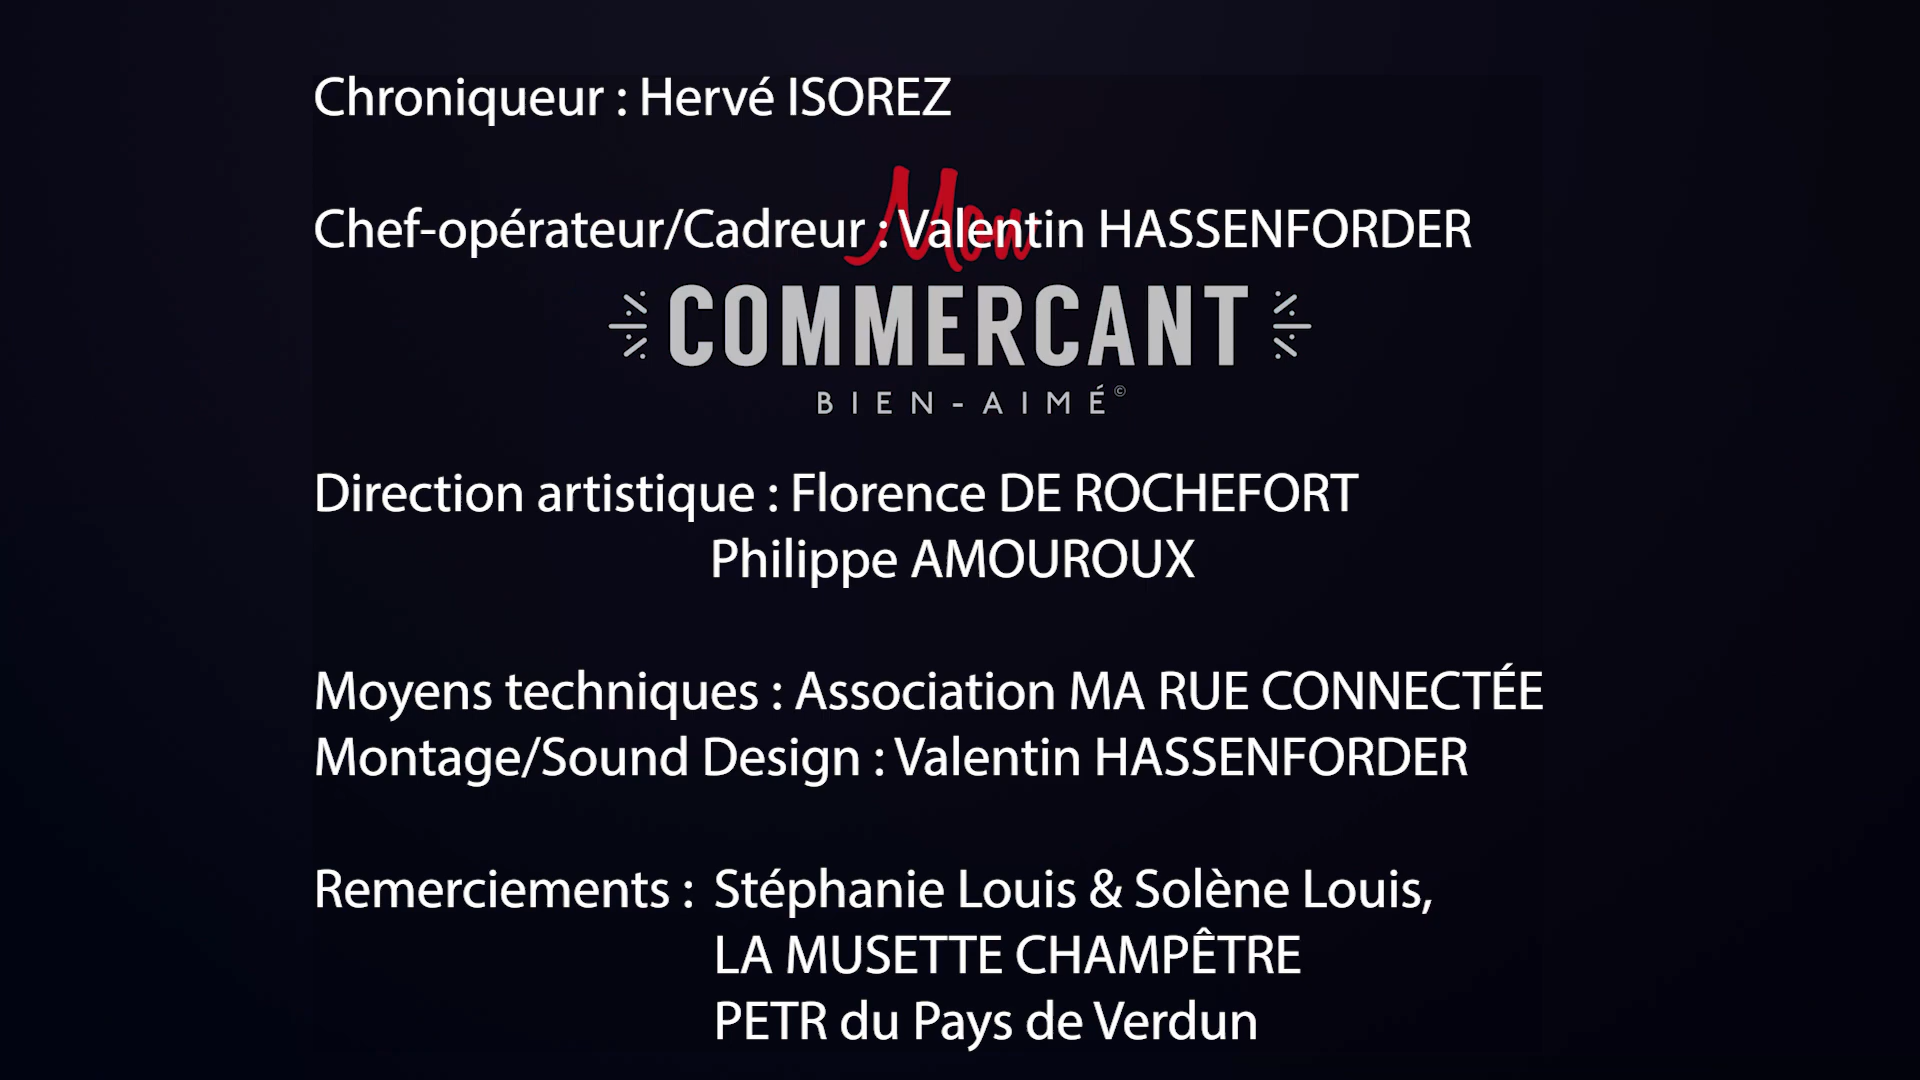 Chroniqueur : Hervé ISOREZ
Mon
Chef-opérateur/Cadreur : Valentin HASSENFORDER
COMMERCANT
BIEN-AIMÉ©
Direction artistique : Florence DE ROCHEFORT
Philippe AMOUROUX
Moyens techniques : Association MA RUE CONNECTÉE
Montage/Sound Design : Valentin HASSENFORDER
Remerciements : Stéphanie Louis & Solène Louis,
LA MUSETTE CHAMPÊTRE
PETR du Pays de Verdun